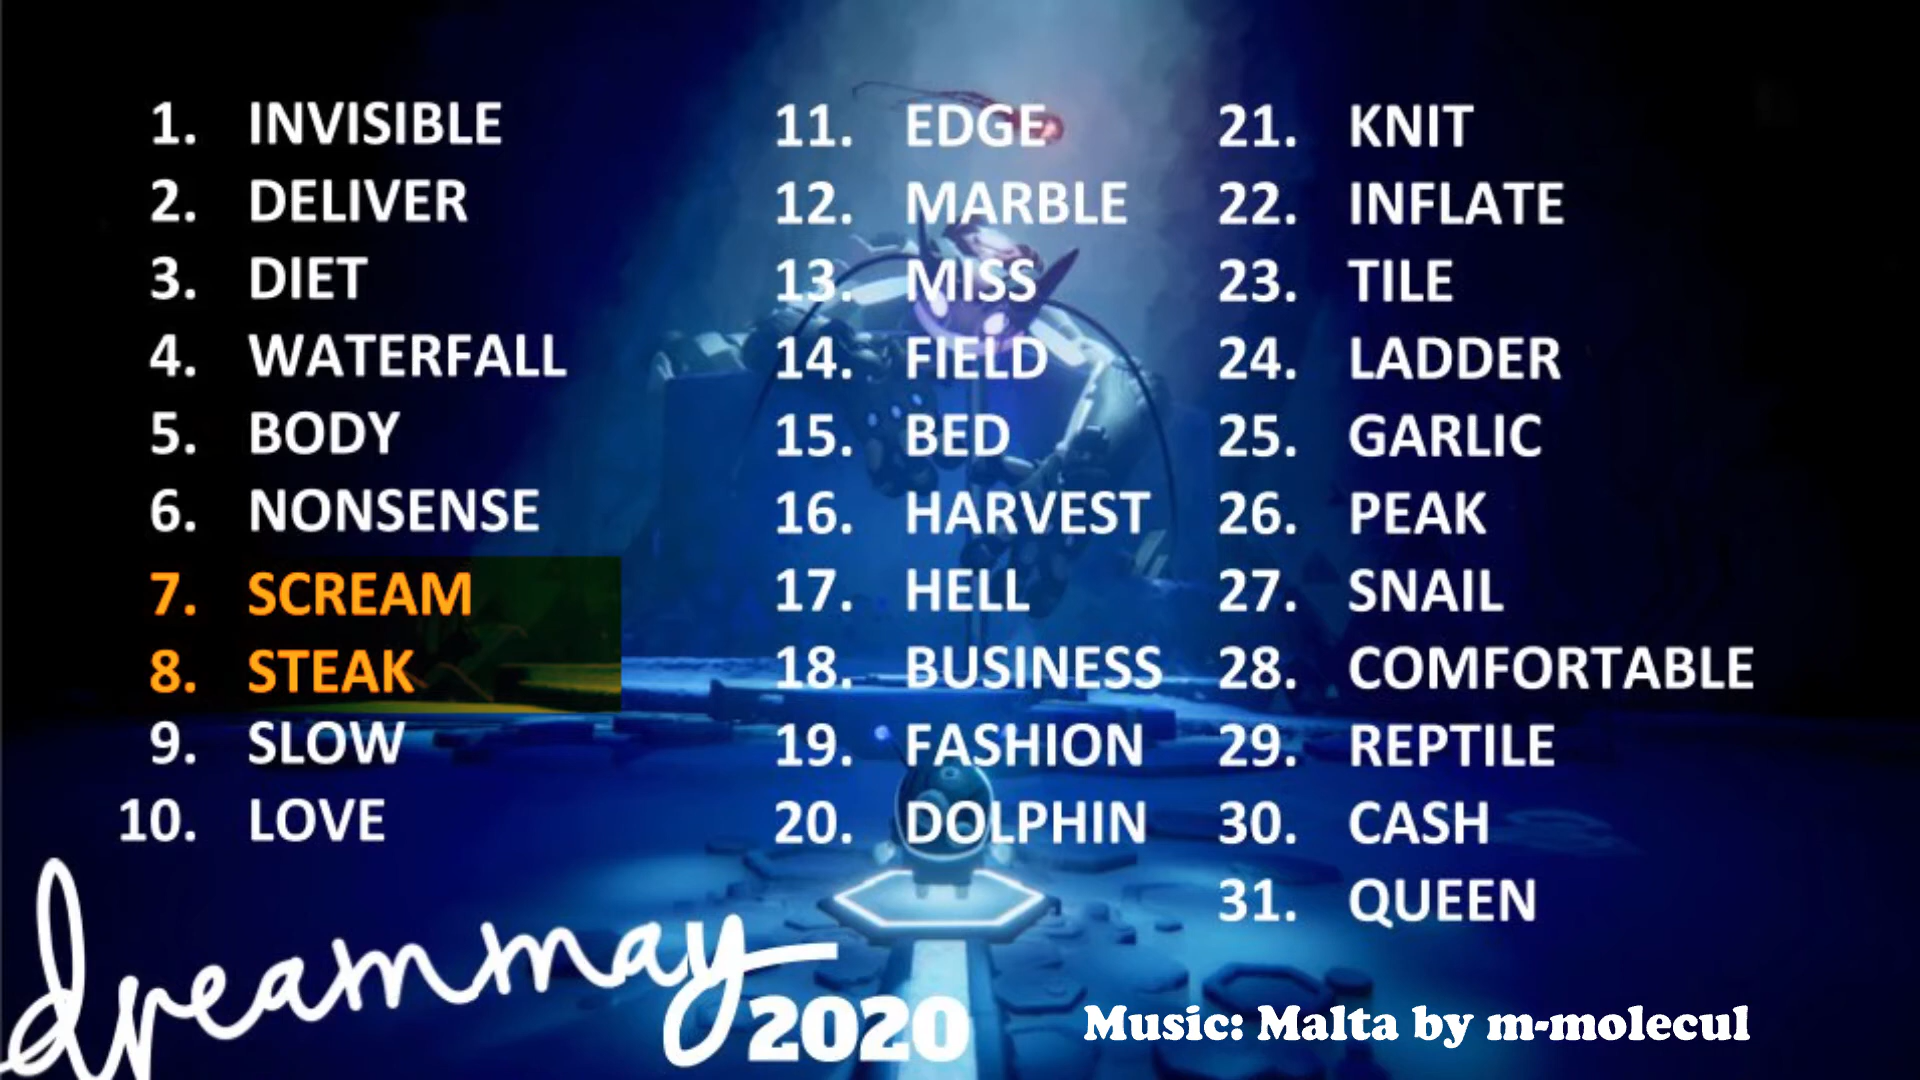 1. INVISIBLE
2. DELIVER
3. DIET
4. WATERFALL
5. BODY
6. NONSENSE
7. SCREAM
8. STEAK
9. SLOW
10. LOVE
11. EDGE
12. MARBLE
13. MISS
14. FIELD
15. BED
16. HARVEST
17. HELL
18. BUSINESS
19. FASHION
20. DOLPHIN
21. KNIT
22. INFLATE
23. TILE
24. LADDER
25. GARLIC
26. PEAK
27. SNAIL
28. COMFORTABLE
29. REPTILE
30. CASH
31. QUEEN
dreammay
2020
Music: Malta by m-molecul